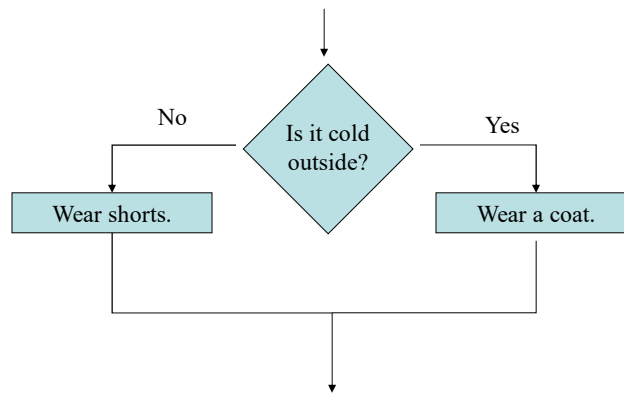 No
Is it cold
outside?
Yes
Wear shorts.
Wear a coat.